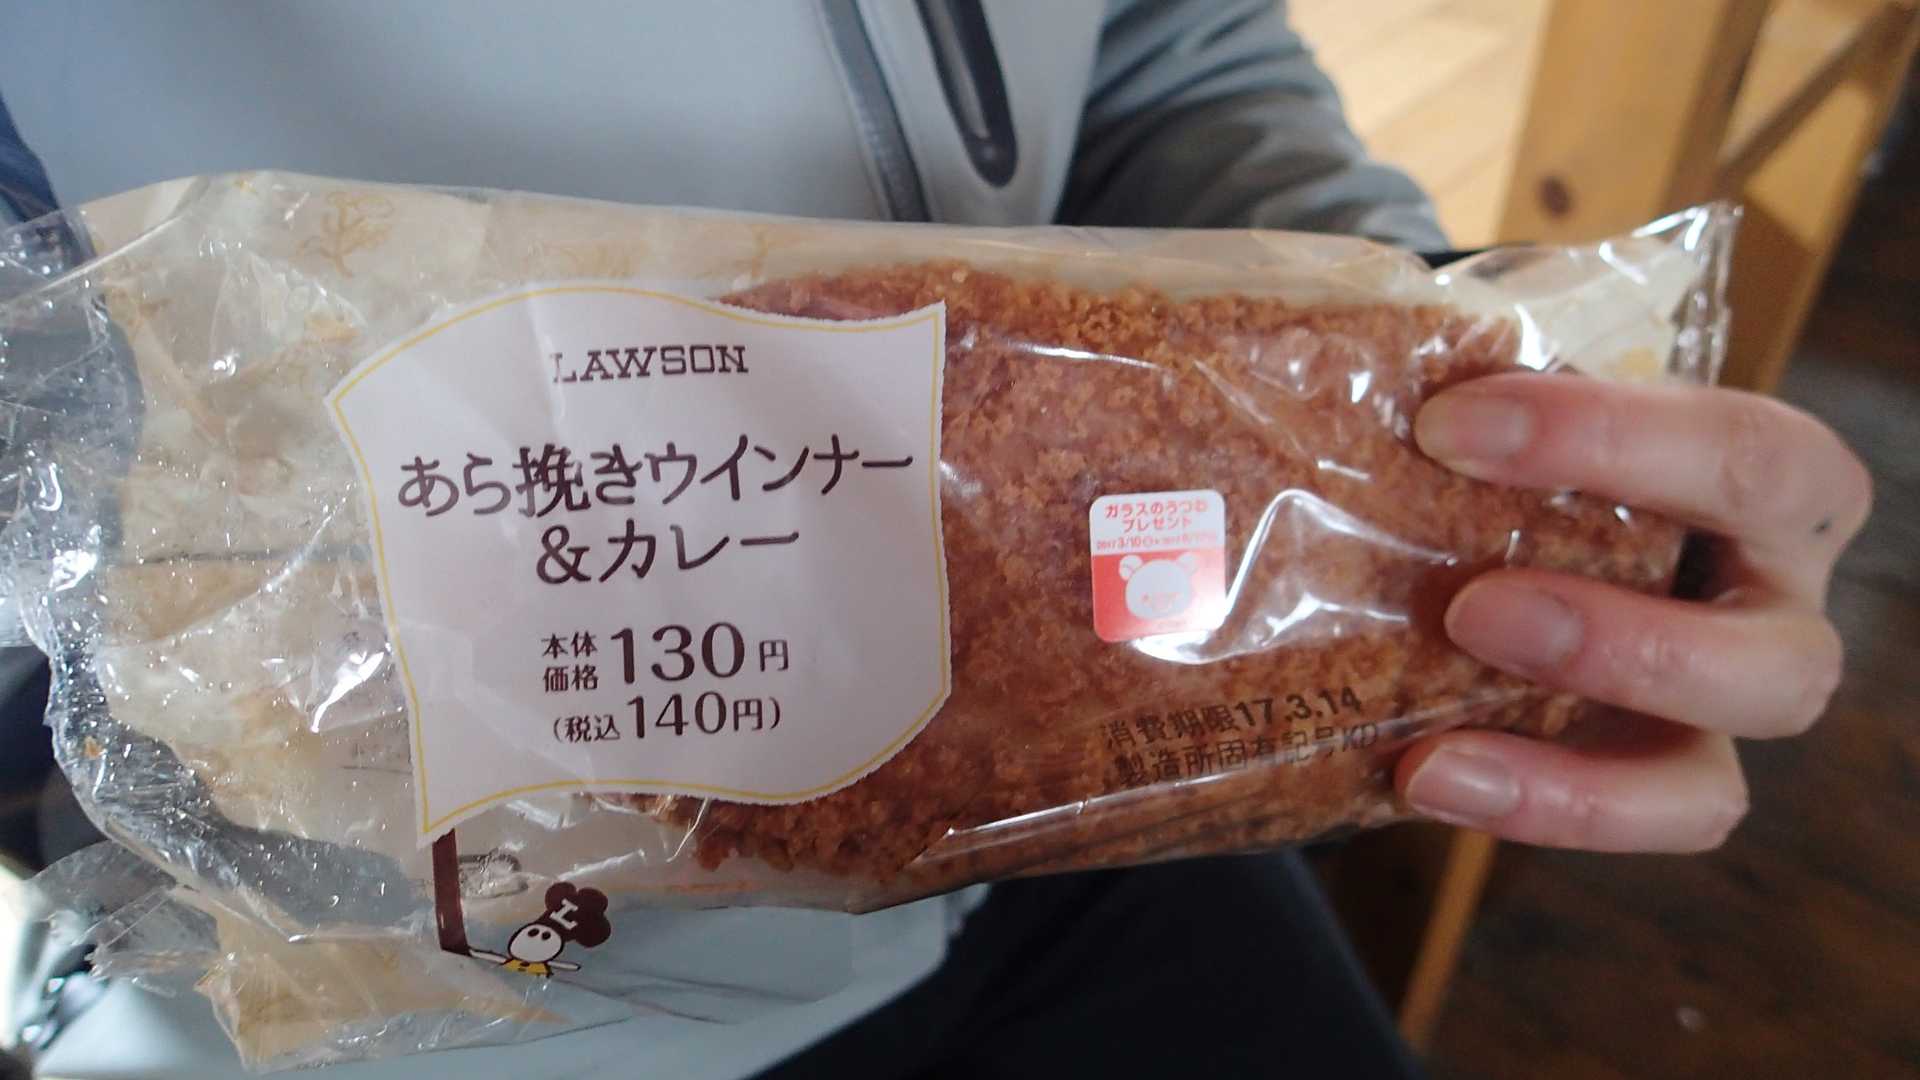 LAWSON
あら挽きウインナー
&カレー
本体
価格 130円
(税込140円)
ガラスのうつわ
プレゼント
消費期限17.3.14
製造所固有記号KD